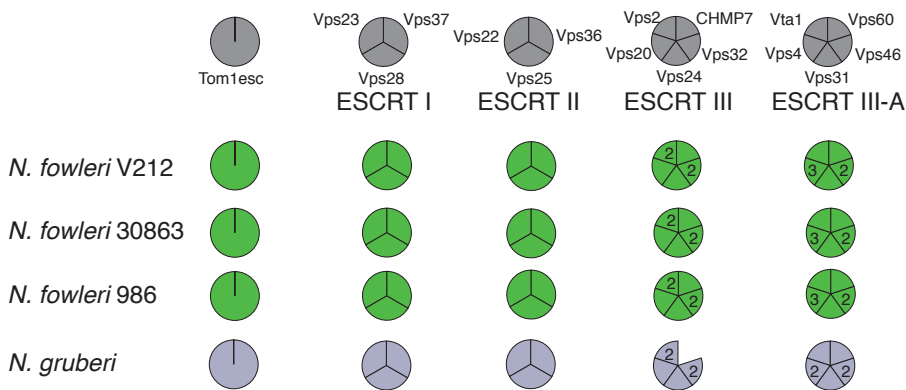 Vps23 Vps37 Vps2 CHMP7 Vta1 Vps60
Vps22 Vps36 Vps20 Vps32 Vps4 Vps46
Tom1esc Vps28 Vps25 Vps24 Vps31
ESCRT I ESCRT II ESCRT III ESCRT III-A
N. fowleri V212 2 2 3 2
N. fowleri 30863 2 2 3 2
N. fowleri 986 2 2 3 2
N. gruberi 2 2 2 2